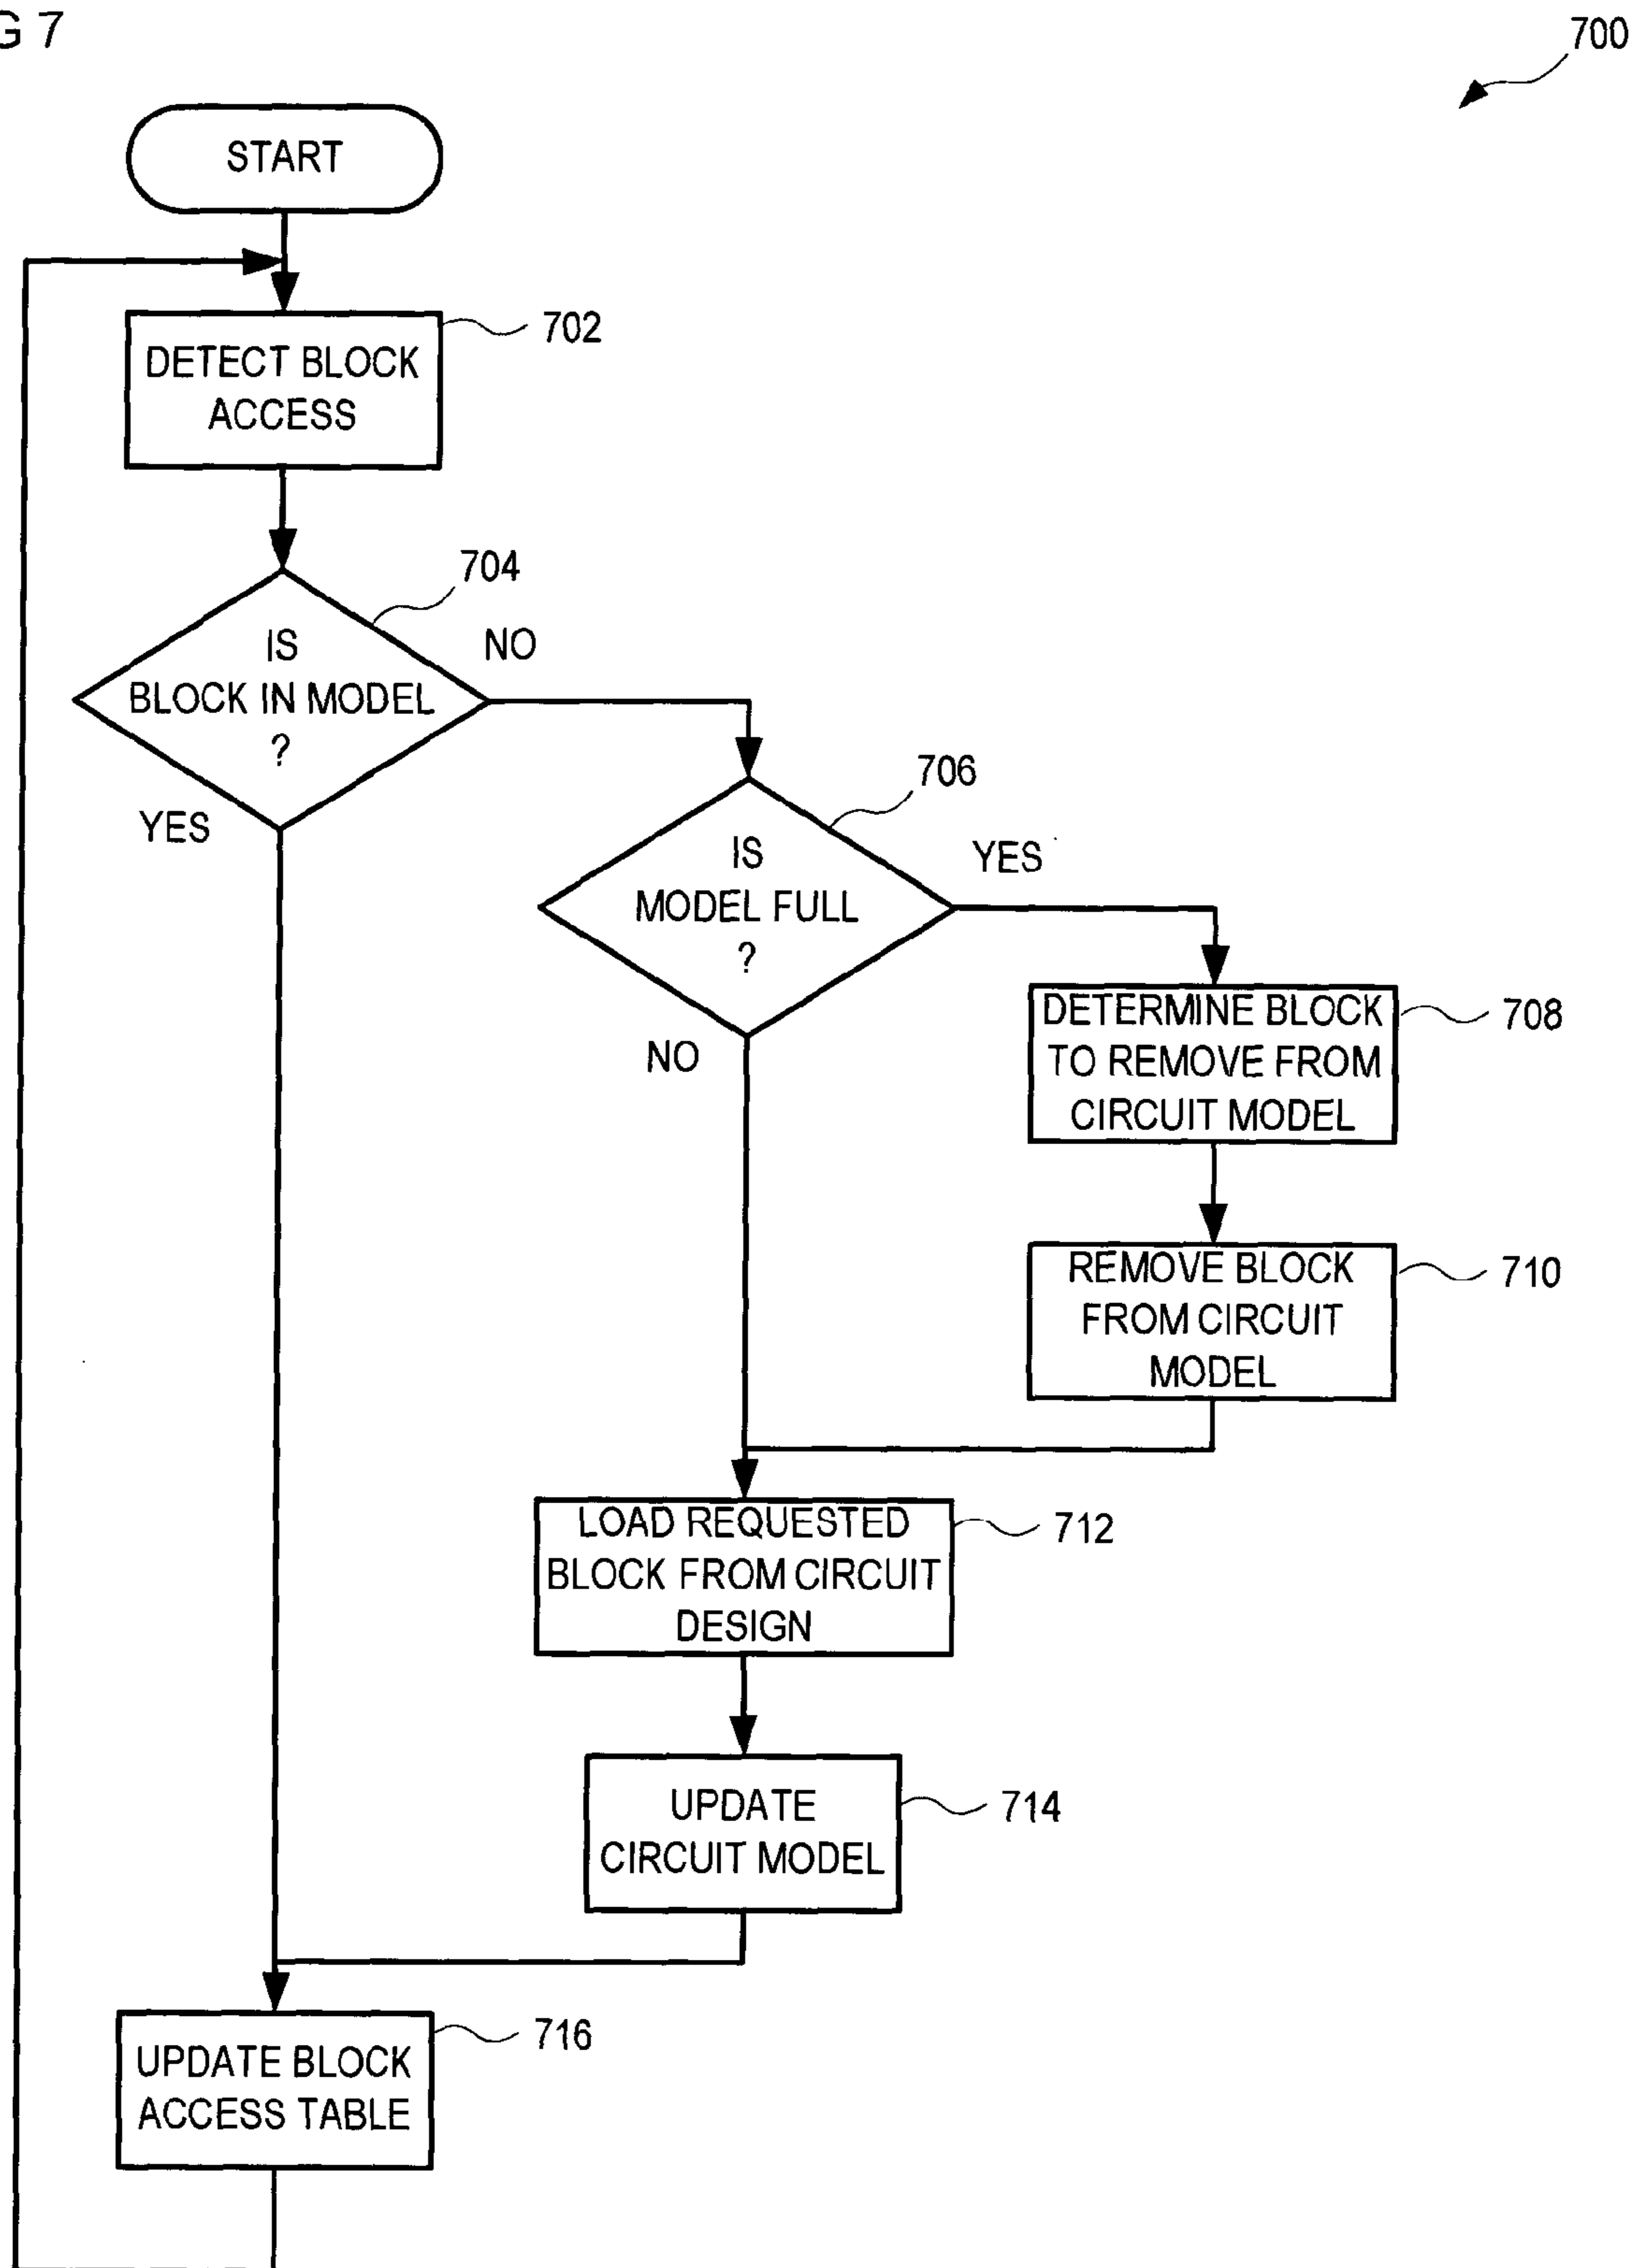 G 7
700
START
702
DETECT BLOCK
ACCESS
704
IS
BLOCK IN MODEL
?
NO
YES
706
IS
MODEL FULL
?
YES
NO
708
DETERMINE BLOCK
TO REMOVE FROM
CIRCUIT MODEL
710
REMOVE BLOCK
FROM CIRCUIT
MODEL
712
LOAD REQUESTED
BLOCK FROM CIRCUIT
DESIGN
714
UPDATE
CIRCUIT MODEL
716
UPDATE BLOCK
ACCESS TABLE